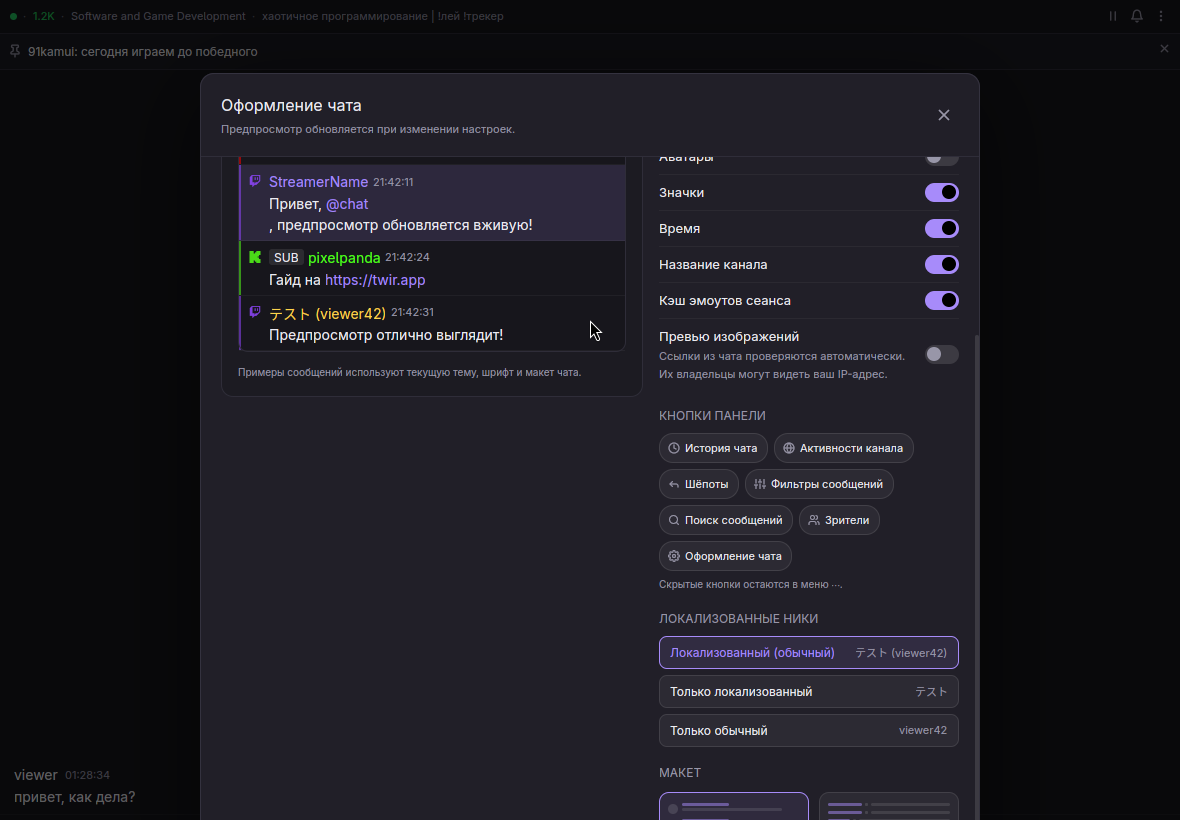 1.2K · Software and Game Development · хаотичное программирование | !лей !трекер
91kamui: сегодня играем до победного
Оформление чата
Предпросмотр обновляется при изменении настроек.
StreamerName 21:42:11
Привет, @chat
, предпросмотр обновляется вживую!
SUB pixelpanda 21:42:24
Гайд на https://twir.app
テスト (viewer42) 21:42:31
Предпросмотр отлично выглядит!
Примеры сообщений используют текущую тему, шрифт и макет чата.
Аватары
Значки
Время
Название канала
Кэш эмоутов сеанса
Превью изображений
Ссылки из чата проверяются автоматически.
Их владельцы могут видеть ваш IP-адрес.
КНОПКИ ПАНЕЛИ
История чата
Активности канала
Шёпоты
Фильтры сообщений
Поиск сообщений
Зрители
Оформление чата
Скрытые кнопки остаются в меню ···.
ЛОКАЛИЗОВАННЫЕ НИКИ
Локализованный (обычный) テスト (viewer42)
Только локализованный テスト
Только обычный viewer42
МАКЕТ
viewer 01:28:34
привет, как дела?